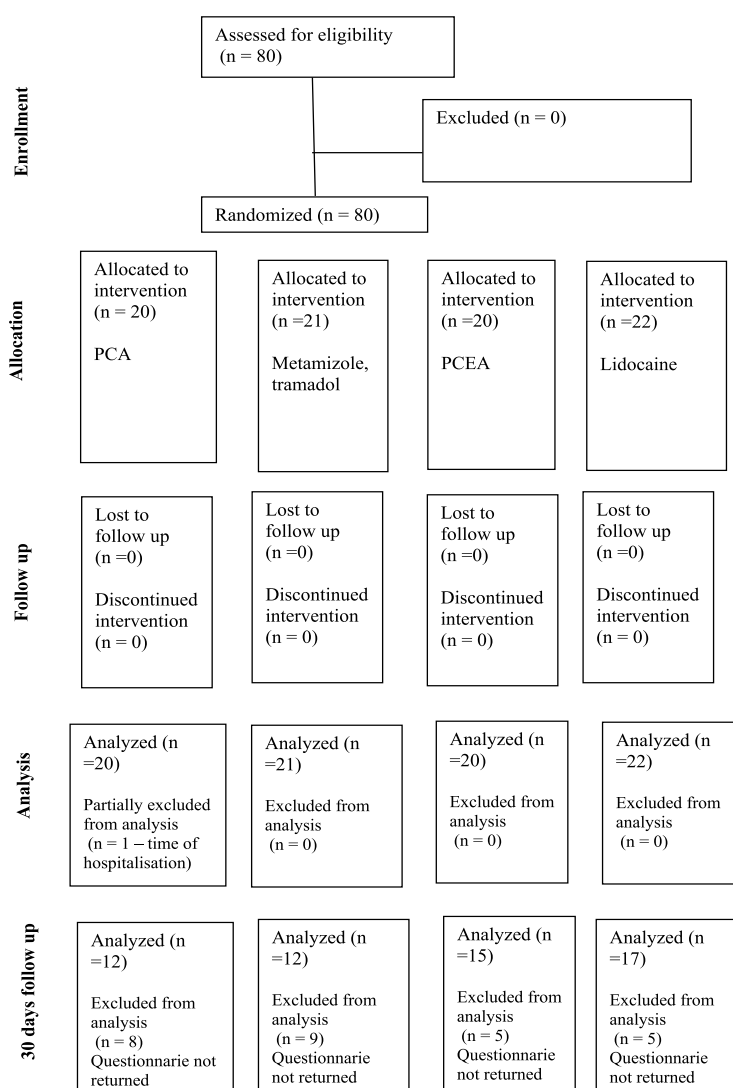 Assessed for eligibility
(n = 80)
Enrollment
Excluded (n = 0)
Randomized (n = 80)
Allocation
Allocated to
intervention
(n = 20)
PCA
Allocated to
intervention
(n =21)
Metamizole,
tramadol
Allocated to
intervention
(n =20)
PCEA
Allocated to
intervention
(n =22)
Lidocaine
Follow up
Lost to
follow up
(n =0)
Discontinued
intervention
(n = 0)
Lost to
follow up
(n =0)
Discontinued
intervention
(n = 0)
Lost to
follow up
(n =0)
Discontinued
intervention
(n = 0)
Lost to
follow up
(n =0)
Discontinued
intervention
(n = 0)
Analysis
Analyzed (n
=20)
Partially excluded
from analysis
(n = 1 – time of
hospitalisation)
Analyzed (n
=21)
Excluded from
analysis
(n = 0)
Analyzed (n
=20)
Excluded from
analysis
(n = 0)
Analyzed (n
=22)
Excluded from
analysis
(n = 0)
30 days follow up
Analyzed (n
=12)
Excluded from
analysis
(n = 8)
Questionnarie not
returned
Analyzed (n
=12)
Excluded from
analysis
(n = 9)
Questionnarie
not returned
Analyzed (n
=15)
Excluded from
analysis
(n = 5)
Questionnarie
not returned
Analyzed (n
=17)
Excluded from
analysis
(n = 5)
Questionnarie
not returned